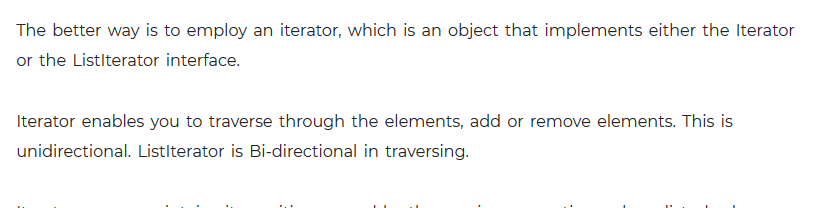 The better way is to employ an iterator, which is an object that implements either the Iterator
or the ListIterator interface.
Iterator enables you to traverse through the elements, add or remove elements. This is
unidirectional. ListIterator is Bi-directional in traversing.